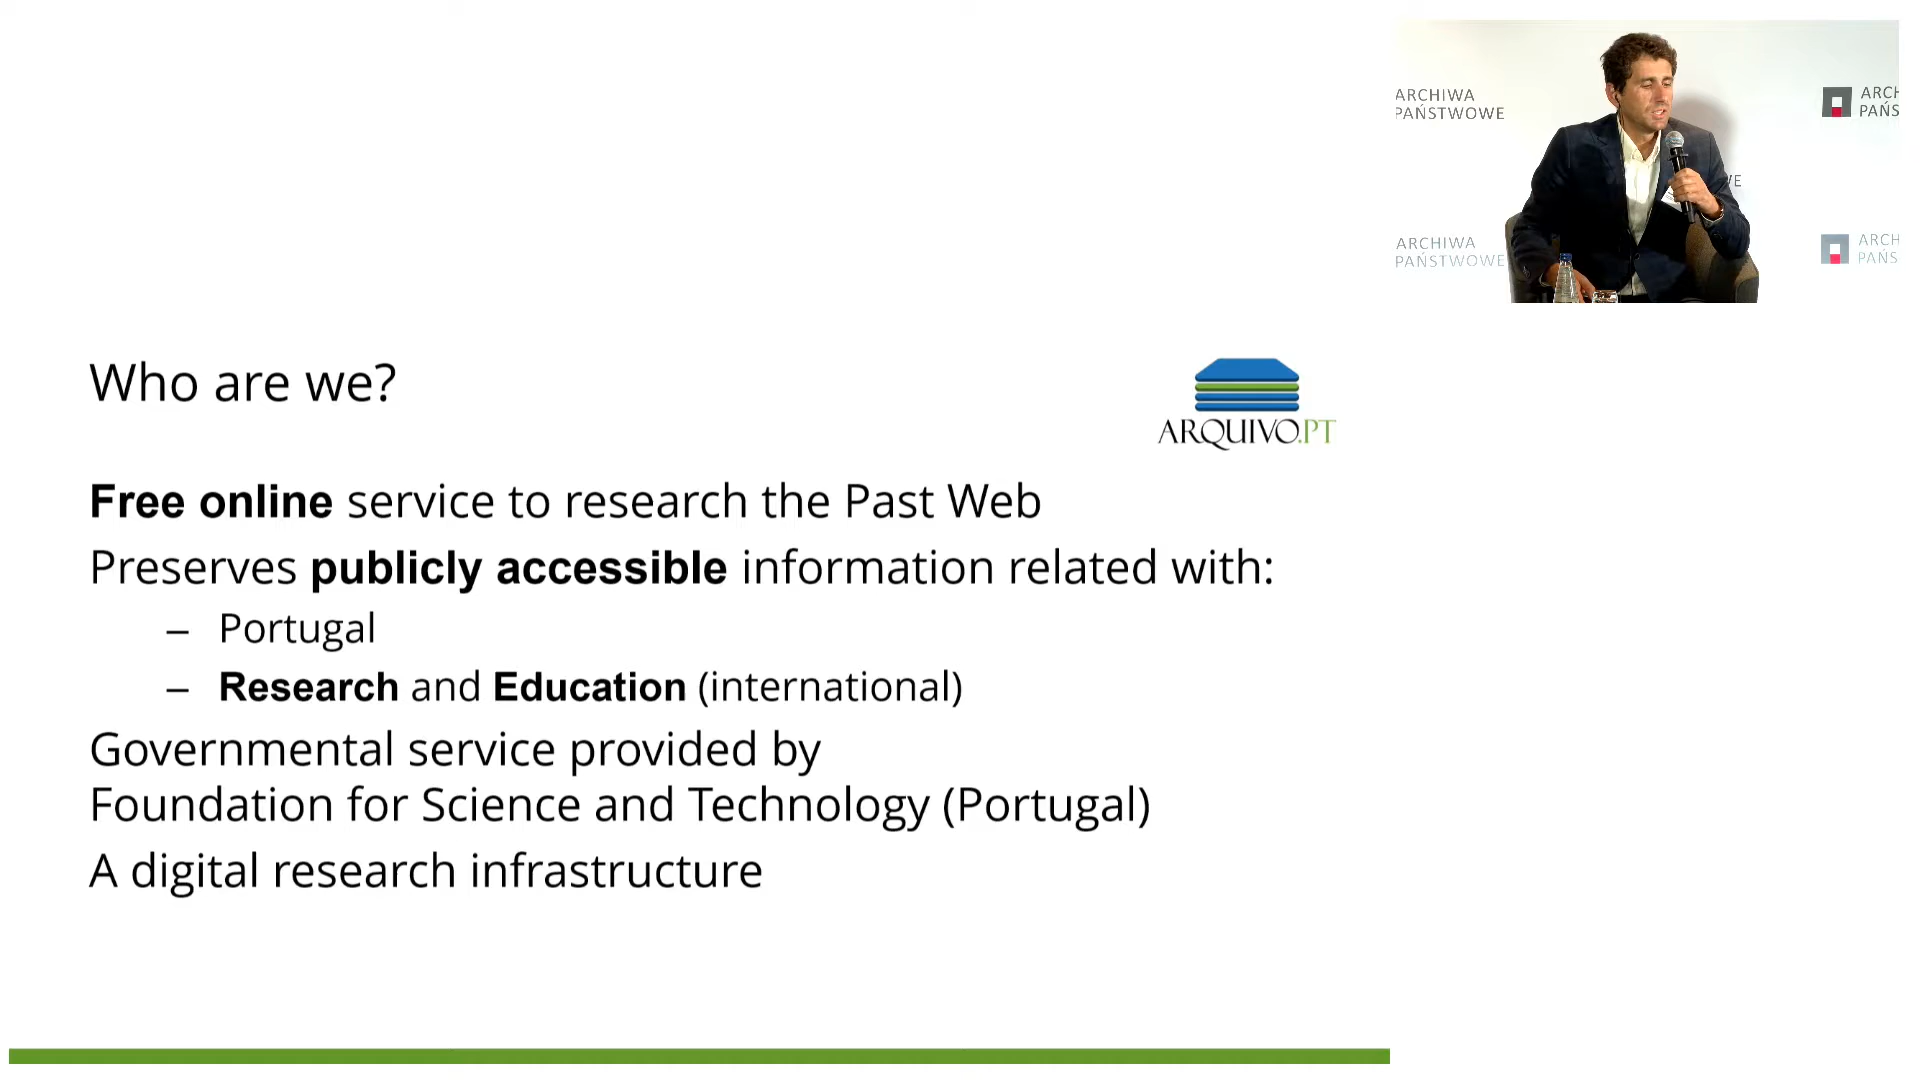 ARCHIWA
PAŃSTWOWE
ARCH
PAŃS
ARCHIWA
PAŃSTWOWE
ARCH
PAŃS
Who are we?
ARQUIVO.PT
Free online service to research the Past Web
Preserves publicly accessible information related with:
– Portugal
– Research and Education (international)
Governmental service provided by
Foundation for Science and Technology (Portugal)
A digital research infrastructure